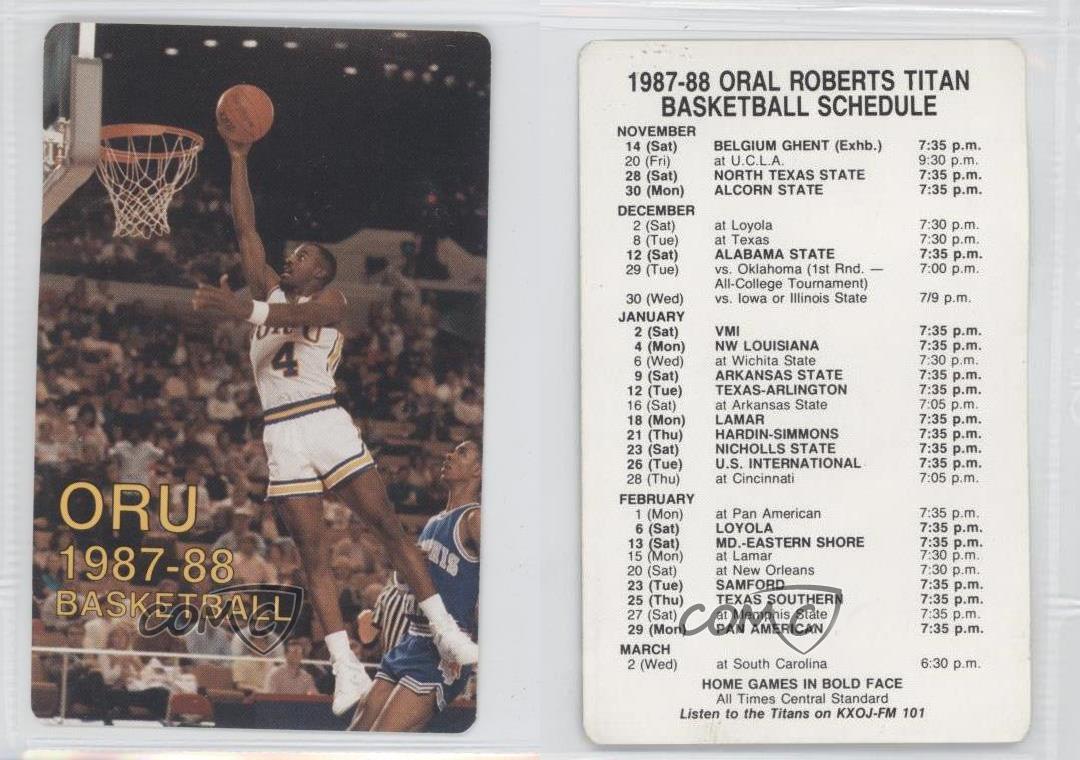 ORU
4
NIS
ORU
1987-88
BASKETBALL
COMC
1987-88 ORAL ROBERTS TITAN
BASKETBALL SCHEDULE
NOVEMBER
14 (Sat) BELGIUM GHENT (Exhb.) 7:35 p.m.
20 (Fri) at U.C.L.A. 9:30 p.m.
28 (Sat) NORTH TEXAS STATE 7:35 p.m.
30 (Mon) ALCORN STATE 7:35 p.m.
DECEMBER
2 (Sat) at Loyola 7:30 p.m.
8 (Tue) at Texas 7:30 p.m.
12 (Sat) ALABAMA STATE 7:35 p.m.
29 (Tue) vs. Oklahoma (1st Rnd. — 7:00 p.m.
All-College Tournament)
30 (Wed) vs. Iowa or Illinois State 7/9 p.m.
JANUARY
2 (Sat) VMI 7:35 p.m.
4 (Mon) NW LOUISIANA 7:35 p.m.
6 (Wed) at Wichita State 7:30 p.m.
9 (Sat) ARKANSAS STATE 7:35 p.m.
12 (Tue) TEXAS-ARLINGTON 7:35 p.m.
16 (Sat) at Arkansas State 7:05 p.m.
18 (Mon) LAMAR 7:35 p.m.
21 (Thu) HARDIN-SIMMONS 7:35 p.m.
23 (Sat) NICHOLLS STATE 7:35 p.m.
26 (Tue) U.S. INTERNATIONAL 7:35 p.m.
28 (Thu) at Cincinnati 7:05 p.m.
FEBRUARY
1 (Mon) at Pan American 7:35 p.m.
6 (Sat) LOYOLA 7:35 p.m.
13 (Sat) MD.-EASTERN SHORE 7:35 p.m.
15 (Mon) at Lamar 7:30 p.m.
20 (Sat) at New Orleans 7:30 p.m.
23 (Tue) SAMFORD 7:35 p.m.
25 (Thu) TEXAS SOUTHERN 7:35 p.m.
27 (Sat) at Memphis State 7:35 p.m.
29 (Mon) PAN AMERICAN 7:35 p.m.
COMC
MARCH
2 (Wed) at South Carolina 6:30 p.m.
HOME GAMES IN BOLD FACE
All Times Central Standard
Listen to the Titans on KXOJ-FM 101